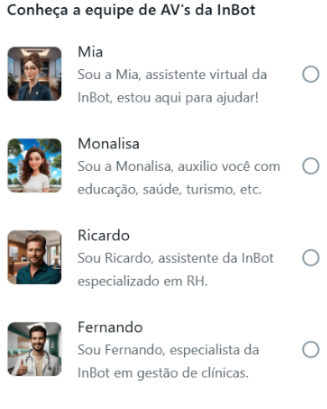 Conheça a equipe de AV's da InBot
Mia
Sou a Mia, assistente virtual da
InBot, estou aqui para ajudar!
Monalisa
Sou a Monalisa, auxilio você com
educação, saúde, turismo, etc.
Ricardo
Sou Ricardo, assistente da InBot
especializado em RH.
Fernando
Sou Fernando, especialista da
InBot em gestão de clínicas.